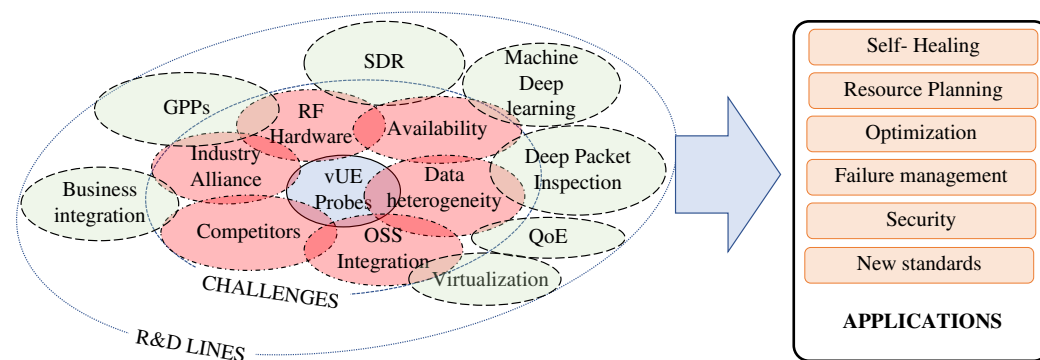 SDR
Machine
Deep
learning
GPPs
RF
Hardware
Availability
Industry
Alliance
Deep Packet
Inspection
Business
integration
vUE
Probes
Data
heterogeneity
Competitors
OSS
Integration
QoE
Virtualization
CHALLENGES
R&D LINES
Self- Healing
Resource Planning
Optimization
Failure management
Security
New standards
APPLICATIONS